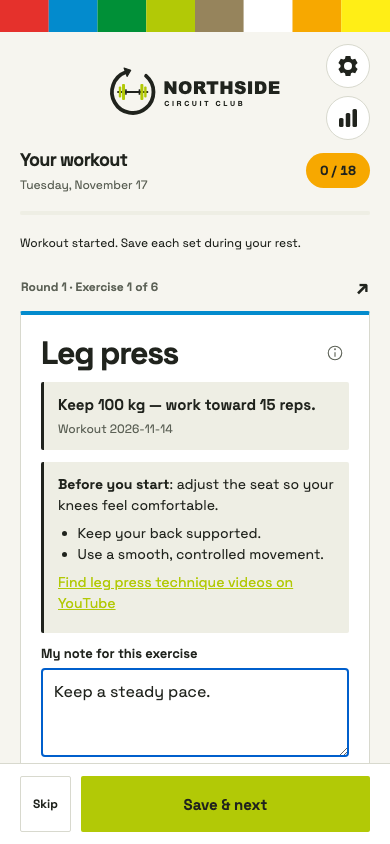 NORTHSIDE
CIRCUIT CLUB
Your workout
Tuesday, November 17
0 / 18
Workout started. Save each set during your rest.
Round 1 · Exercise 1 of 6
Leg press
Keep 100 kg — work toward 15 reps.
Workout 2026-11-14
Before you start: adjust the seat so your
knees feel comfortable.
• Keep your back supported.
• Use a smooth, controlled movement.
Find leg press technique videos on
YouTube
My note for this exercise
Keep a steady pace.
Skip
Save & next